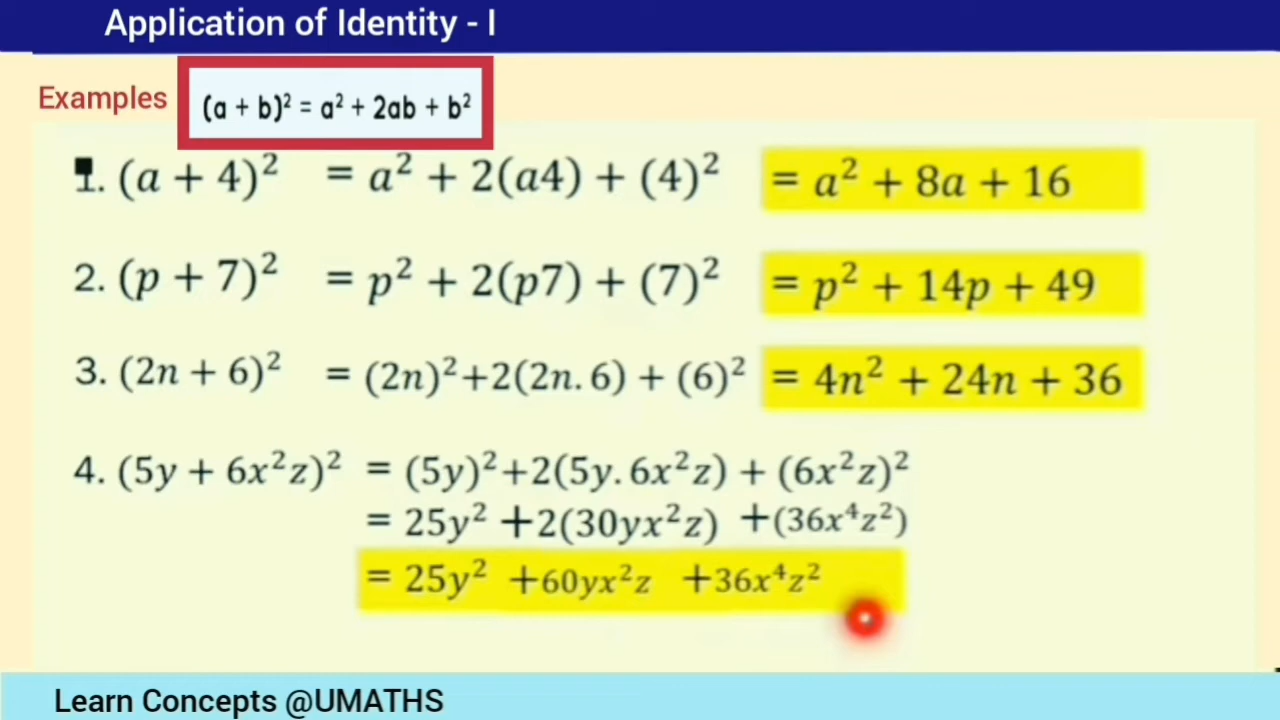 Application of Identity - I
Examples (a + b)² = a² + 2ab + b²
1. (a + 4)² = a² + 2(a4) + (4)² = a² + 8a + 16
2. (p + 7)² = p² + 2(p7) + (7)² = p² + 14p + 49
3. (2n + 6)² = (2n)²+2(2n. 6) + (6)² = 4n² + 24n + 36
4. (5y + 6x²z)² = (5y)²+2(5y. 6x²z) + (6x²z)²
= 25y² +2(30yx²z) +(36x⁴z²)
= 25y² +60yx²z +36x⁴z²
Learn Concepts @UMATHS